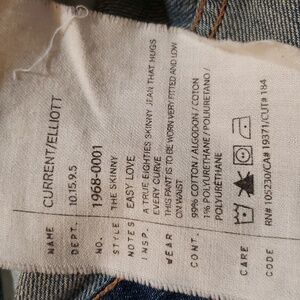 NAME CURRENT/ELLIOTT
DEPT. 10.15.9.5
NO. 1968-0001
STYLE THE SKINNY
NOTES EASY LOVE
INSP. A TRUE EIGHTIES SKINNY JEAN THAT HUGS
EVERY CURVE
WEAR THIS PANT IS TO BE WORN VERY FITTED AND LOW
ON WAIST
CONT. 99% COTTON / ALGODON / COTON
1% POLYURETHANE / POLIURETANO /
POLYURETHANE
CARE
CODE RN# 105230/CA# 19371/CUT# 184